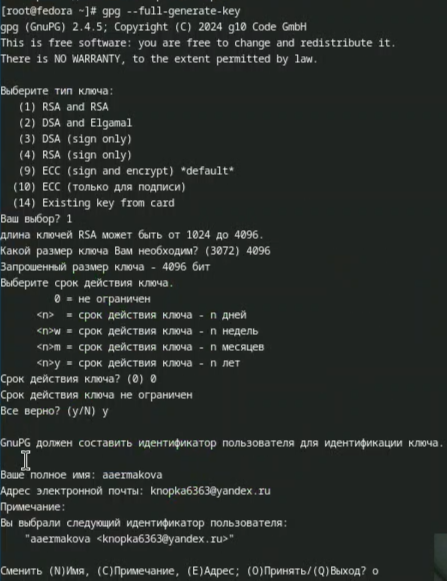 [root@fedora ~]# gpg --full-generate-key
gpg (GnuPG) 2.4.5; Copyright (C) 2024 g10 Code GmbH
This is free software: you are free to change and redistribute it.
There is NO WARRANTY, to the extent permitted by law.
Выберите тип ключа:
(1) RSA and RSA
(2) DSA and Elgamal
(3) DSA (sign only)
(4) RSA (sign only)
(9) ECC (sign and encrypt) *default*
(10) ECC (только для подписи)
(14) Existing key from card
Ваш выбор? 1
длина ключей RSA может быть от 1024 до 4096.
Какой размер ключа Вам необходим? (3072) 4096
Запрошенный размер ключа - 4096 бит
Выберите срок действия ключа.
0 = не ограничен
<n> = срок действия ключа - n дней
<n>w = срок действия ключа - n недель
<n>m = срок действия ключа - n месяцев
<n>y = срок действия ключа - n лет
Срок действия ключа? (0) 0
Срок действия ключа не ограничен
Все верно? (y/N) y
GnuPG должен составить идентификатор пользователя для идентификации ключа.
Ваше полное имя: aaermakova
Адрес электронной почты: knopka6363@yandex.ru
Примечание:
Вы выбрали следующий идентификатор пользователя:
"aaermakova <knopka6363@yandex.ru>"
Сменить (N)Имя, (C)Примечание, (E)Адрес; (O)Принять/(Q)Выход? o